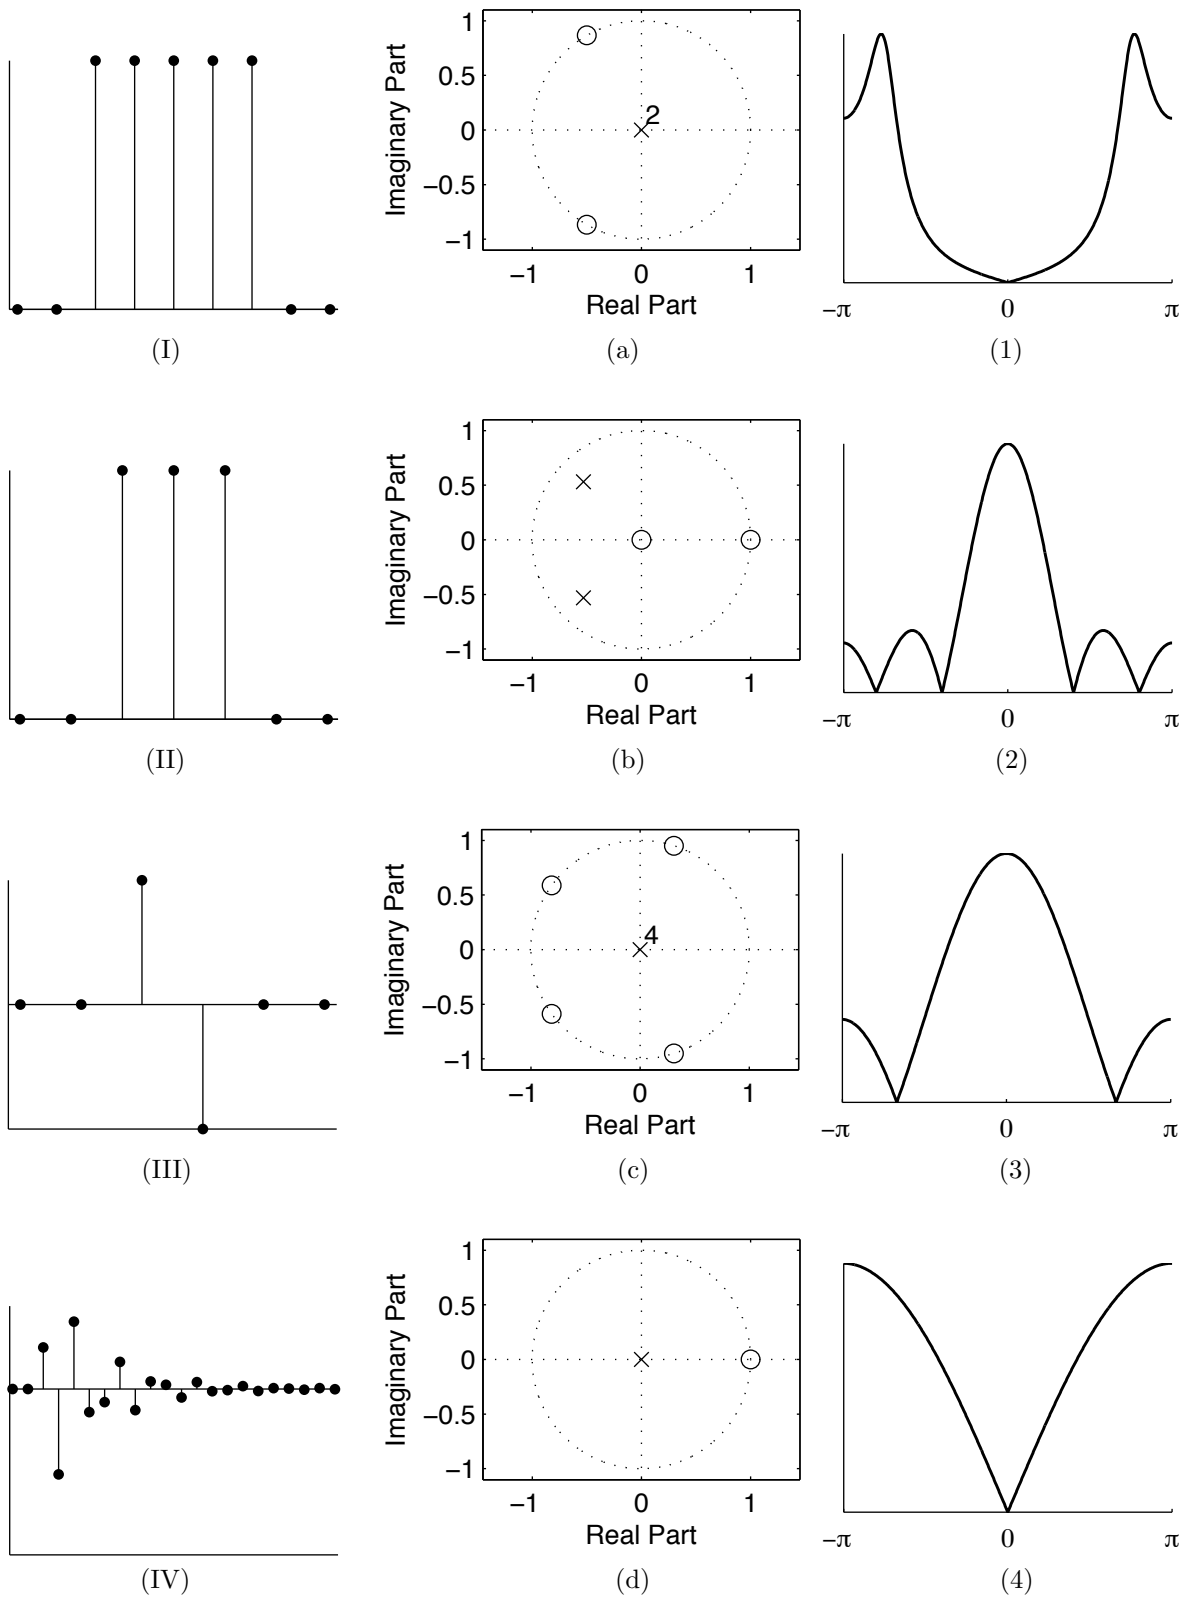 1
0.5
0
−0.5
−1
Imaginary Part
2
−1 0 1
Real Part
−π 0 π
(I) (a) (1)
1
0.5
0
−0.5
−1
Imaginary Part
−1 0 1
Real Part
−π 0 π
(II) (b) (2)
1
0.5
0
−0.5
−1
Imaginary Part
4
−1 0 1
Real Part
−π 0 π
(III) (c) (3)
1
0.5
0
−0.5
−1
Imaginary Part
−1 0 1
Real Part
−π 0 π
(IV) (d) (4)